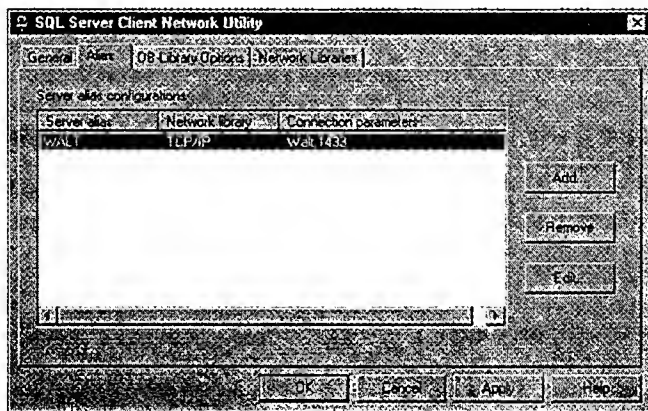 SQL Server Client Network Utility
General Alias DB Library Options Network Libraries
Server alias configurations
Server alias Network library Connection parameters
WALT TCP/IP Walt,1433
Add...
Remove
Edit...
OK Cancel Apply Help